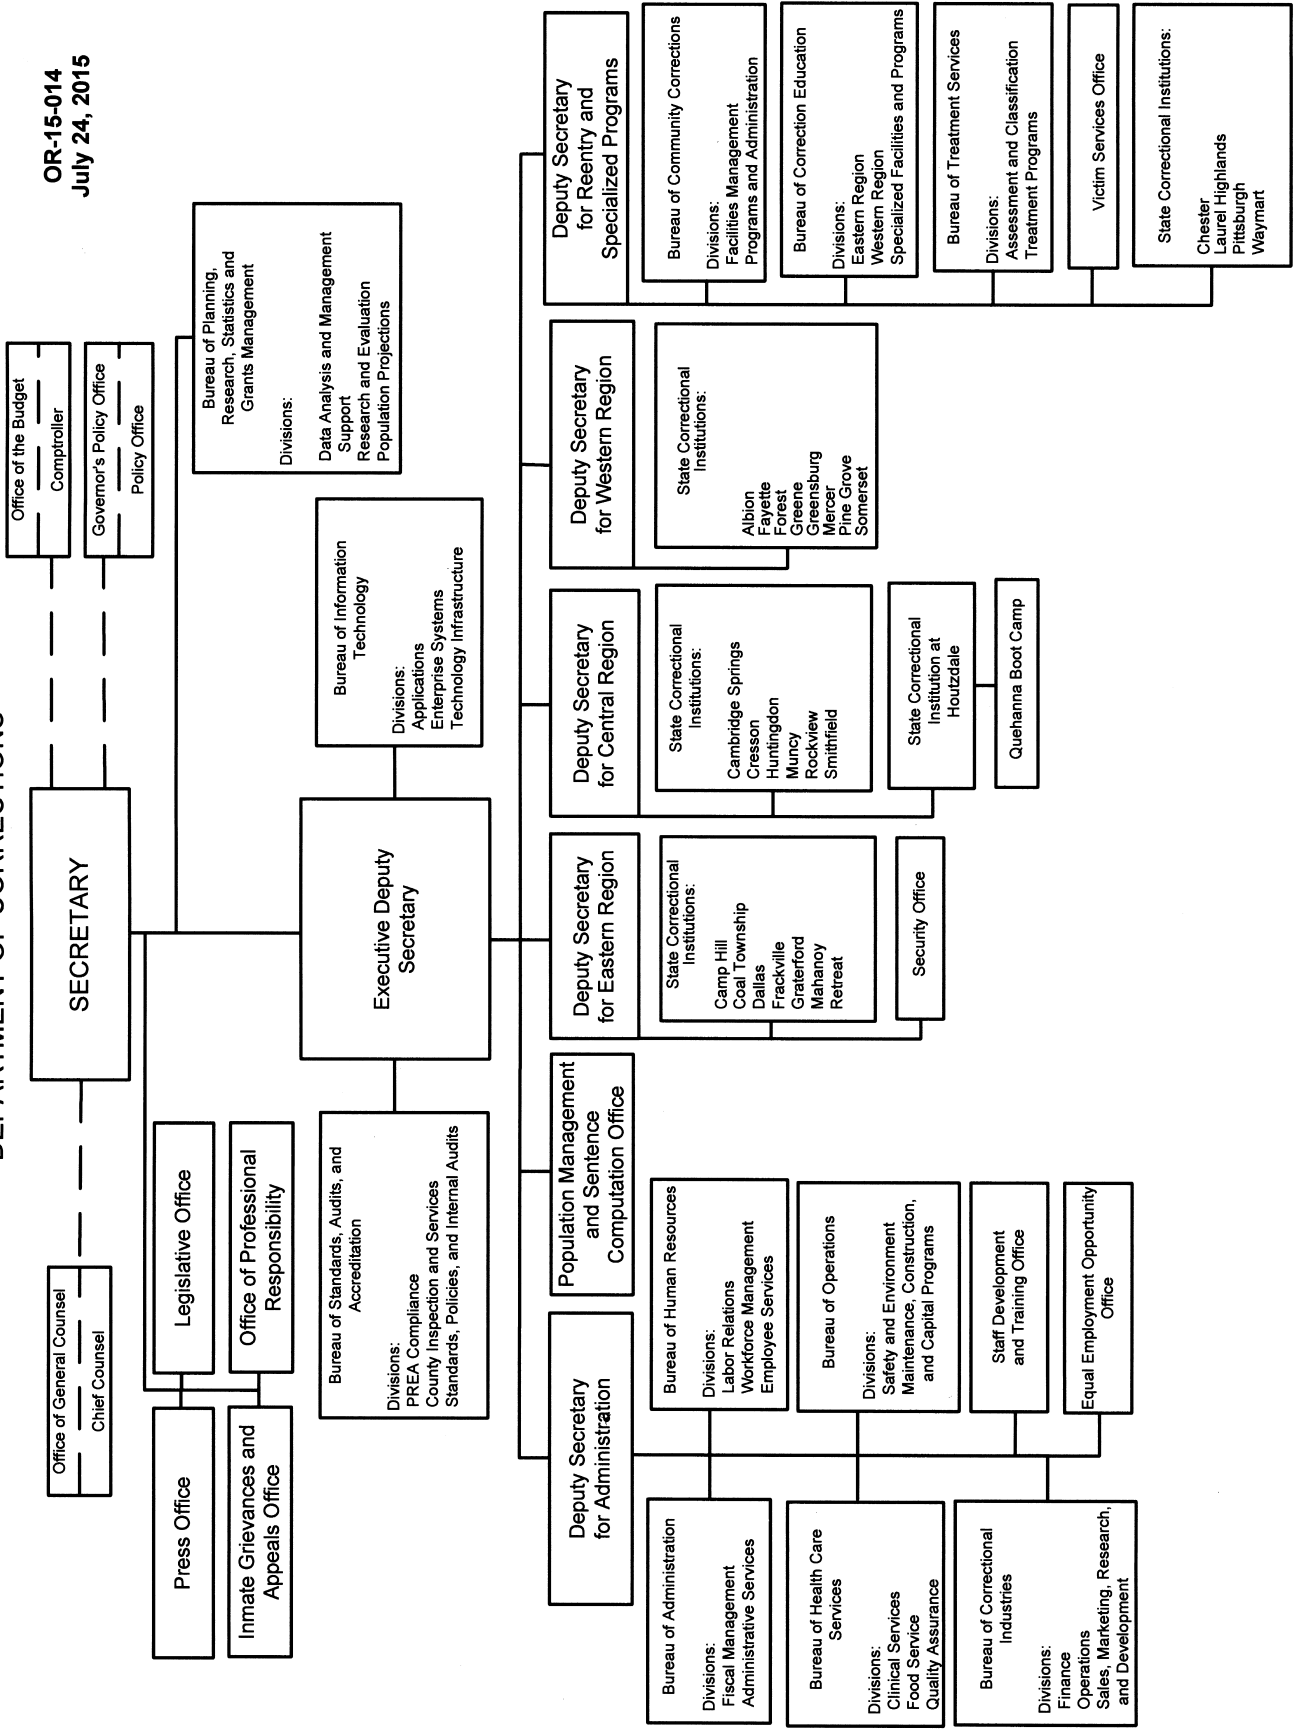 DEPARTMENT OF CORRECTIONS
OR-15-014
July 24, 2015
SECRETARY
Office of General Counsel
Chief Counsel
Office of the Budget
Comptroller
Governor's Policy Office
Policy Office
Press Office
Legislative Office
Inmate Grievances and
Appeals Office
Office of Professional
Responsibility
Bureau of Planning,
Research, Statistics and
Grants Management
Divisions:
Data Analysis and Management
Support
Research and Evaluation
Population Projections
Executive Deputy
Secretary
Bureau of Standards, Audits, and
Accreditation
Divisions:
PREA Compliance
County Inspection and Services
Standards, Policies, and Internal Audits
Bureau of Information
Technology
Divisions:
Applications
Enterprise Systems
Technology Infrastructure
Deputy Secretary
for Administration
Bureau of Administration
Divisions:
Fiscal Management
Administrative Services
Bureau of Human Resources
Divisions:
Labor Relations
Workforce Management
Employee Services
Bureau of Health Care
Services
Divisions:
Clinical Services
Food Service
Quality Assurance
Bureau of Operations
Divisions:
Safety and Environment
Maintenance, Construction,
and Capital Programs
Bureau of Correctional
Industries
Divisions:
Finance
Operations
Sales, Marketing, Research,
and Development
Staff Development
and Training Office
Equal Employment Opportunity
Office
Population Management
and Sentence
Computation Office
Deputy Secretary
for Eastern Region
State Correctional
Institutions:
Camp Hill
Coal Township
Dallas
Frackville
Graterford
Mahanoy
Retreat
Security Office
Deputy Secretary
for Central Region
State Correctional
Institutions:
Cambridge Springs
Cresson
Huntingdon
Muncy
Rockview
Smithfield
State Correctional
Institution at
Houtzdale
Quehanna Boot Camp
Deputy Secretary
for Western Region
State Correctional
Institutions:
Albion
Fayette
Forest
Greene
Greensburg
Mercer
Pine Grove
Somerset
Deputy Secretary
for Reentry and
Specialized Programs
Bureau of Community Corrections
Divisions:
Facilities Management
Programs and Administration
Bureau of Correction Education
Divisions:
Eastern Region
Western Region
Specialized Facilities and Programs
Bureau of Treatment Services
Divisions:
Assessment and Classification
Treatment Programs
Victim Services Office
State Correctional Institutions:
Chester
Laurel Highlands
Pittsburgh
Waymart